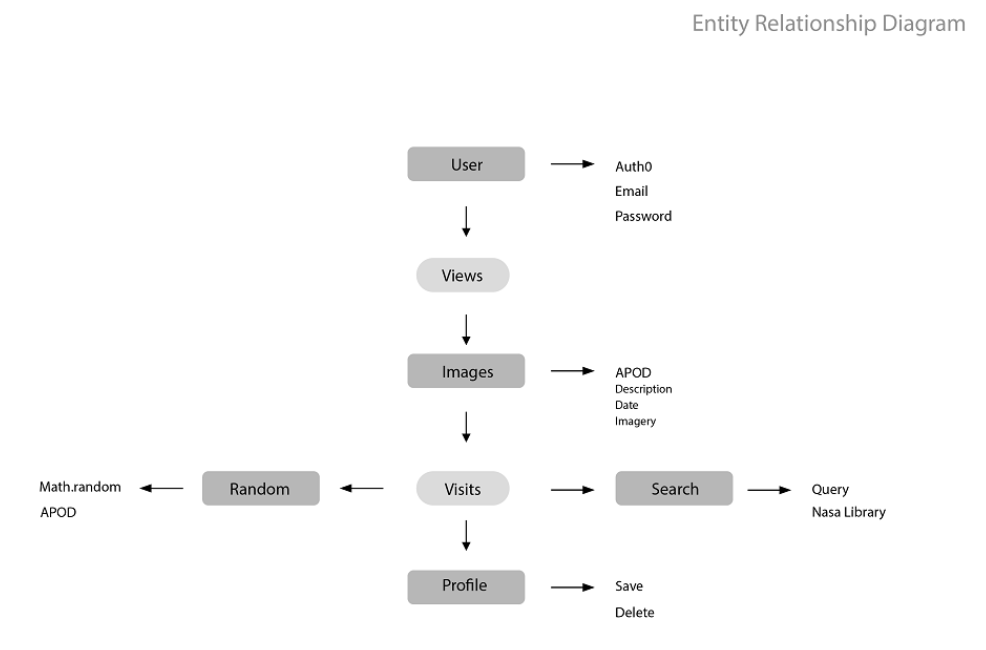 Entity Relationship Diagram
User
Auth0
Email
Password
Views
Images
APOD
Description
Date
Imagery
Math.random
APOD
Random
Visits
Search
Query
Nasa Library
Profile
Save
Delete